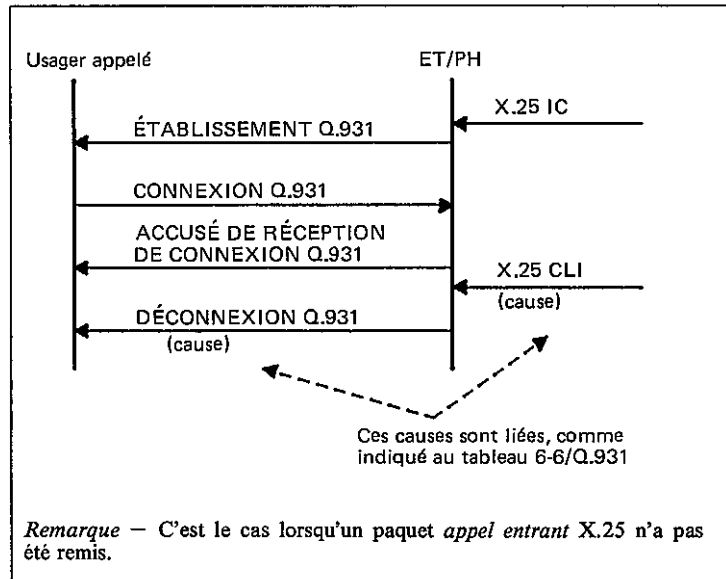 Usager appelé
ET/PH
X.25 IC
ÉTABLISSEMENT Q.931
CONNEXION Q.931
ACCUSÉ DE RÉCEPTION
DE CONNEXION Q.931
X.25 CLI
(cause)
DÉCONNEXION Q.931
(cause)
Ces causes sont liées, comme
indiqué au tableau 6-6/Q.931
Remarque — C'est le cas lorsqu'un paquet appel entrant X.25 n'a pas
été remis.